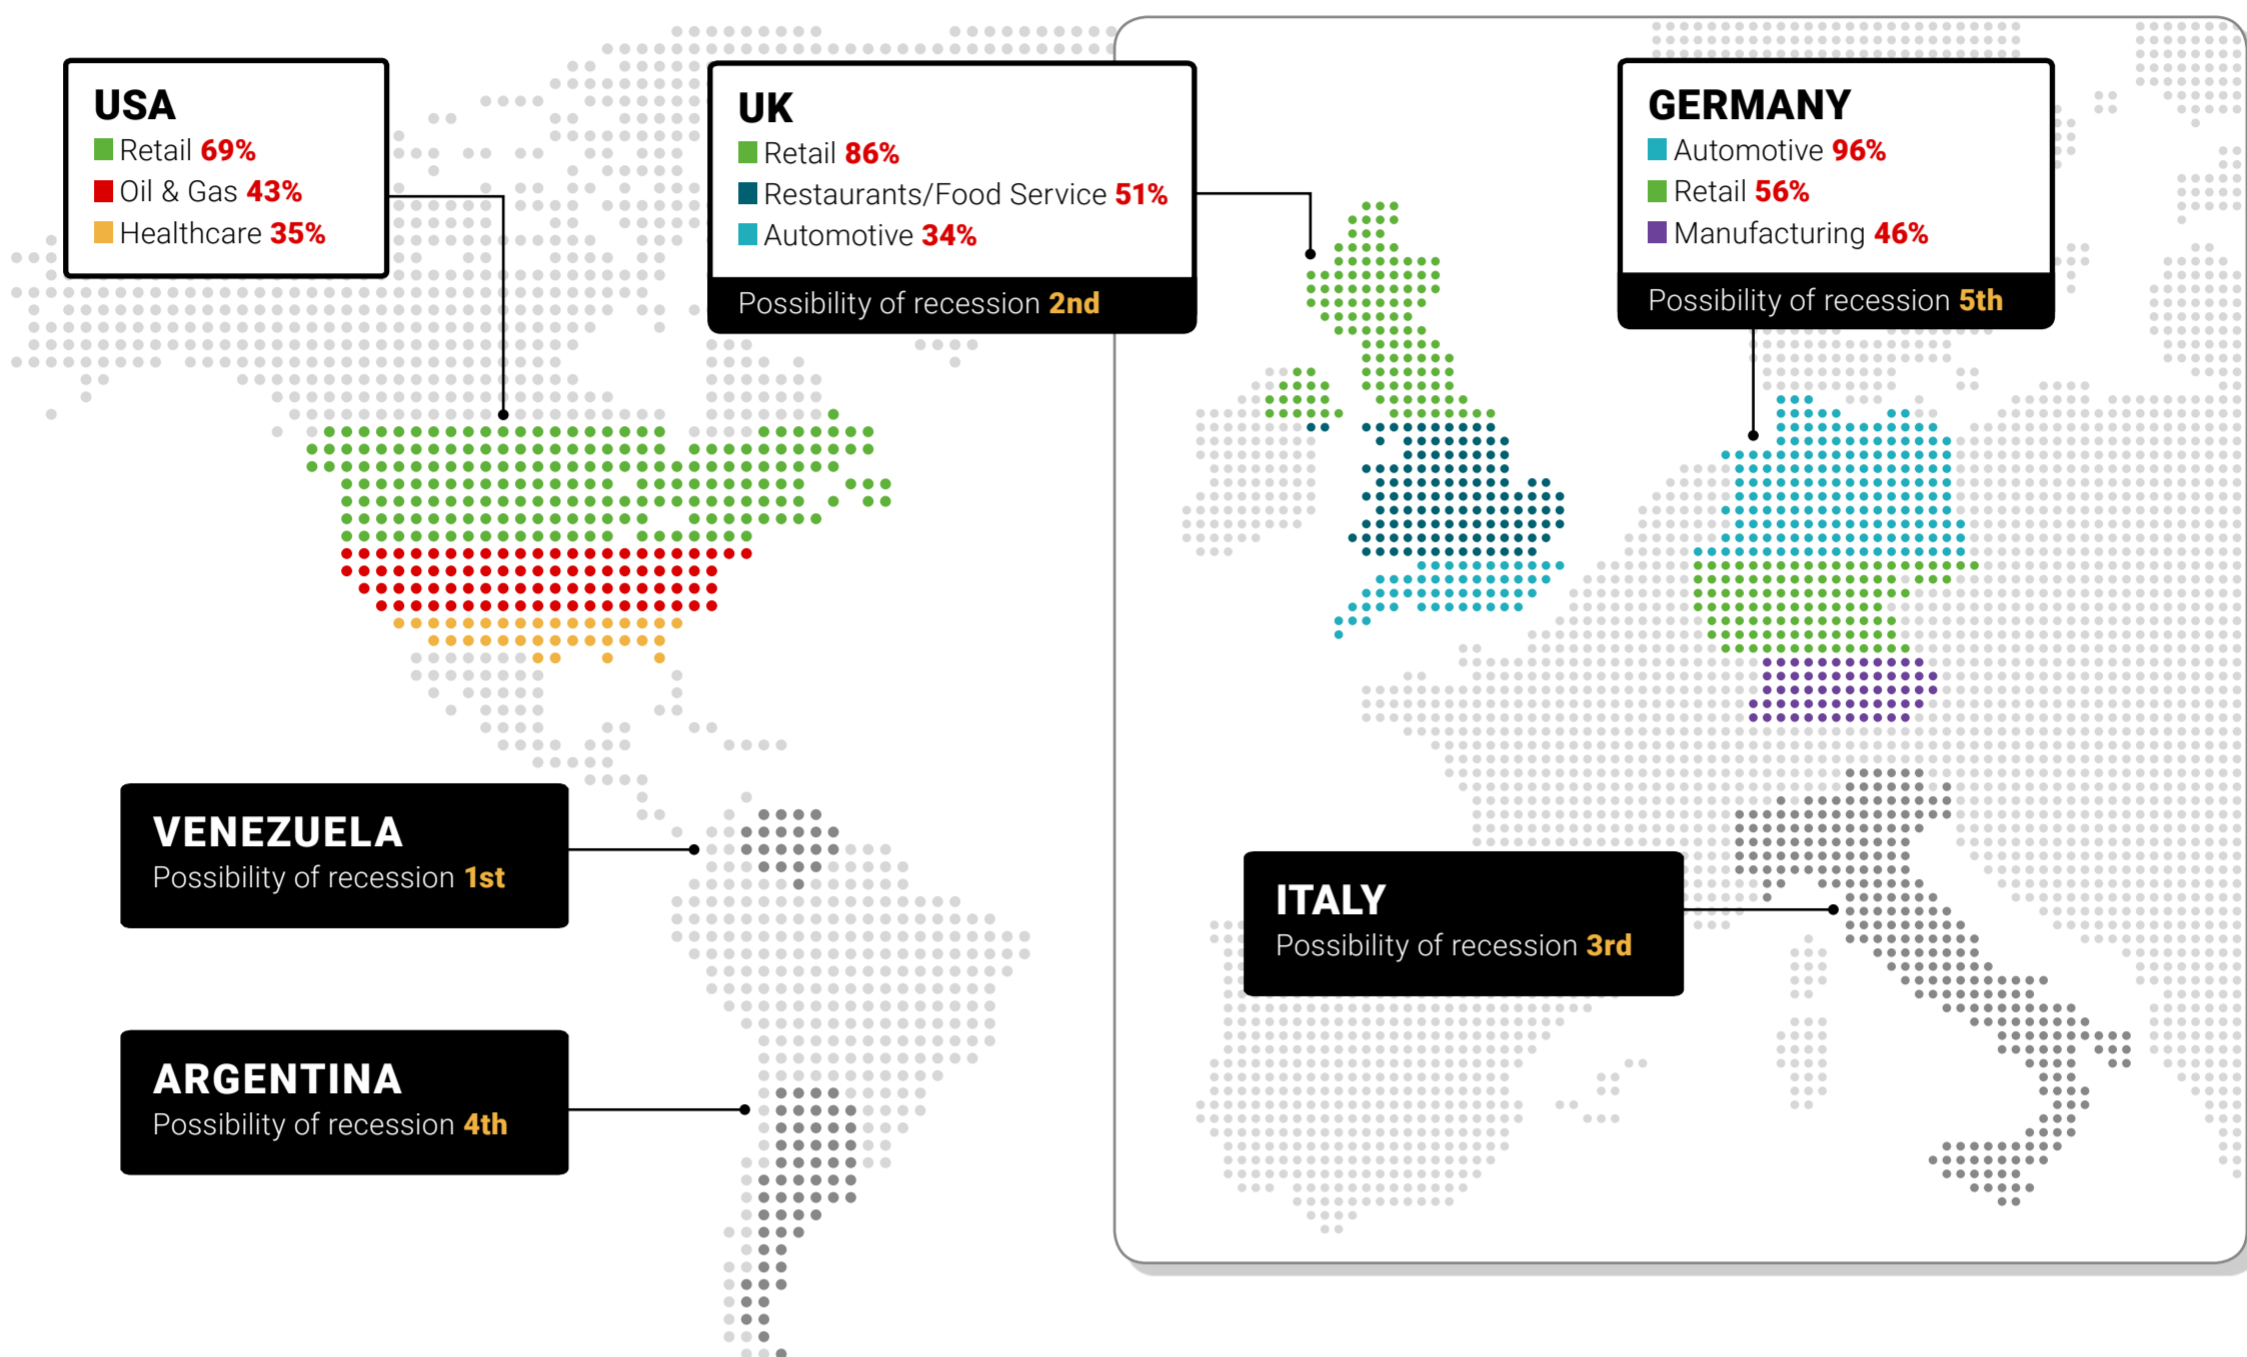 USA
Retail 69%
Oil & Gas 43%
Healthcare 35%
UK
Retail 86%
Restaurants/Food Service 51%
Automotive 34%
Possibility of recession 2nd
GERMANY
Automotive 96%
Retail 56%
Manufacturing 46%
Possibility of recession 5th
VENEZUELA
Possibility of recession 1st
ITALY
Possibility of recession 3rd
ARGENTINA
Possibility of recession 4th